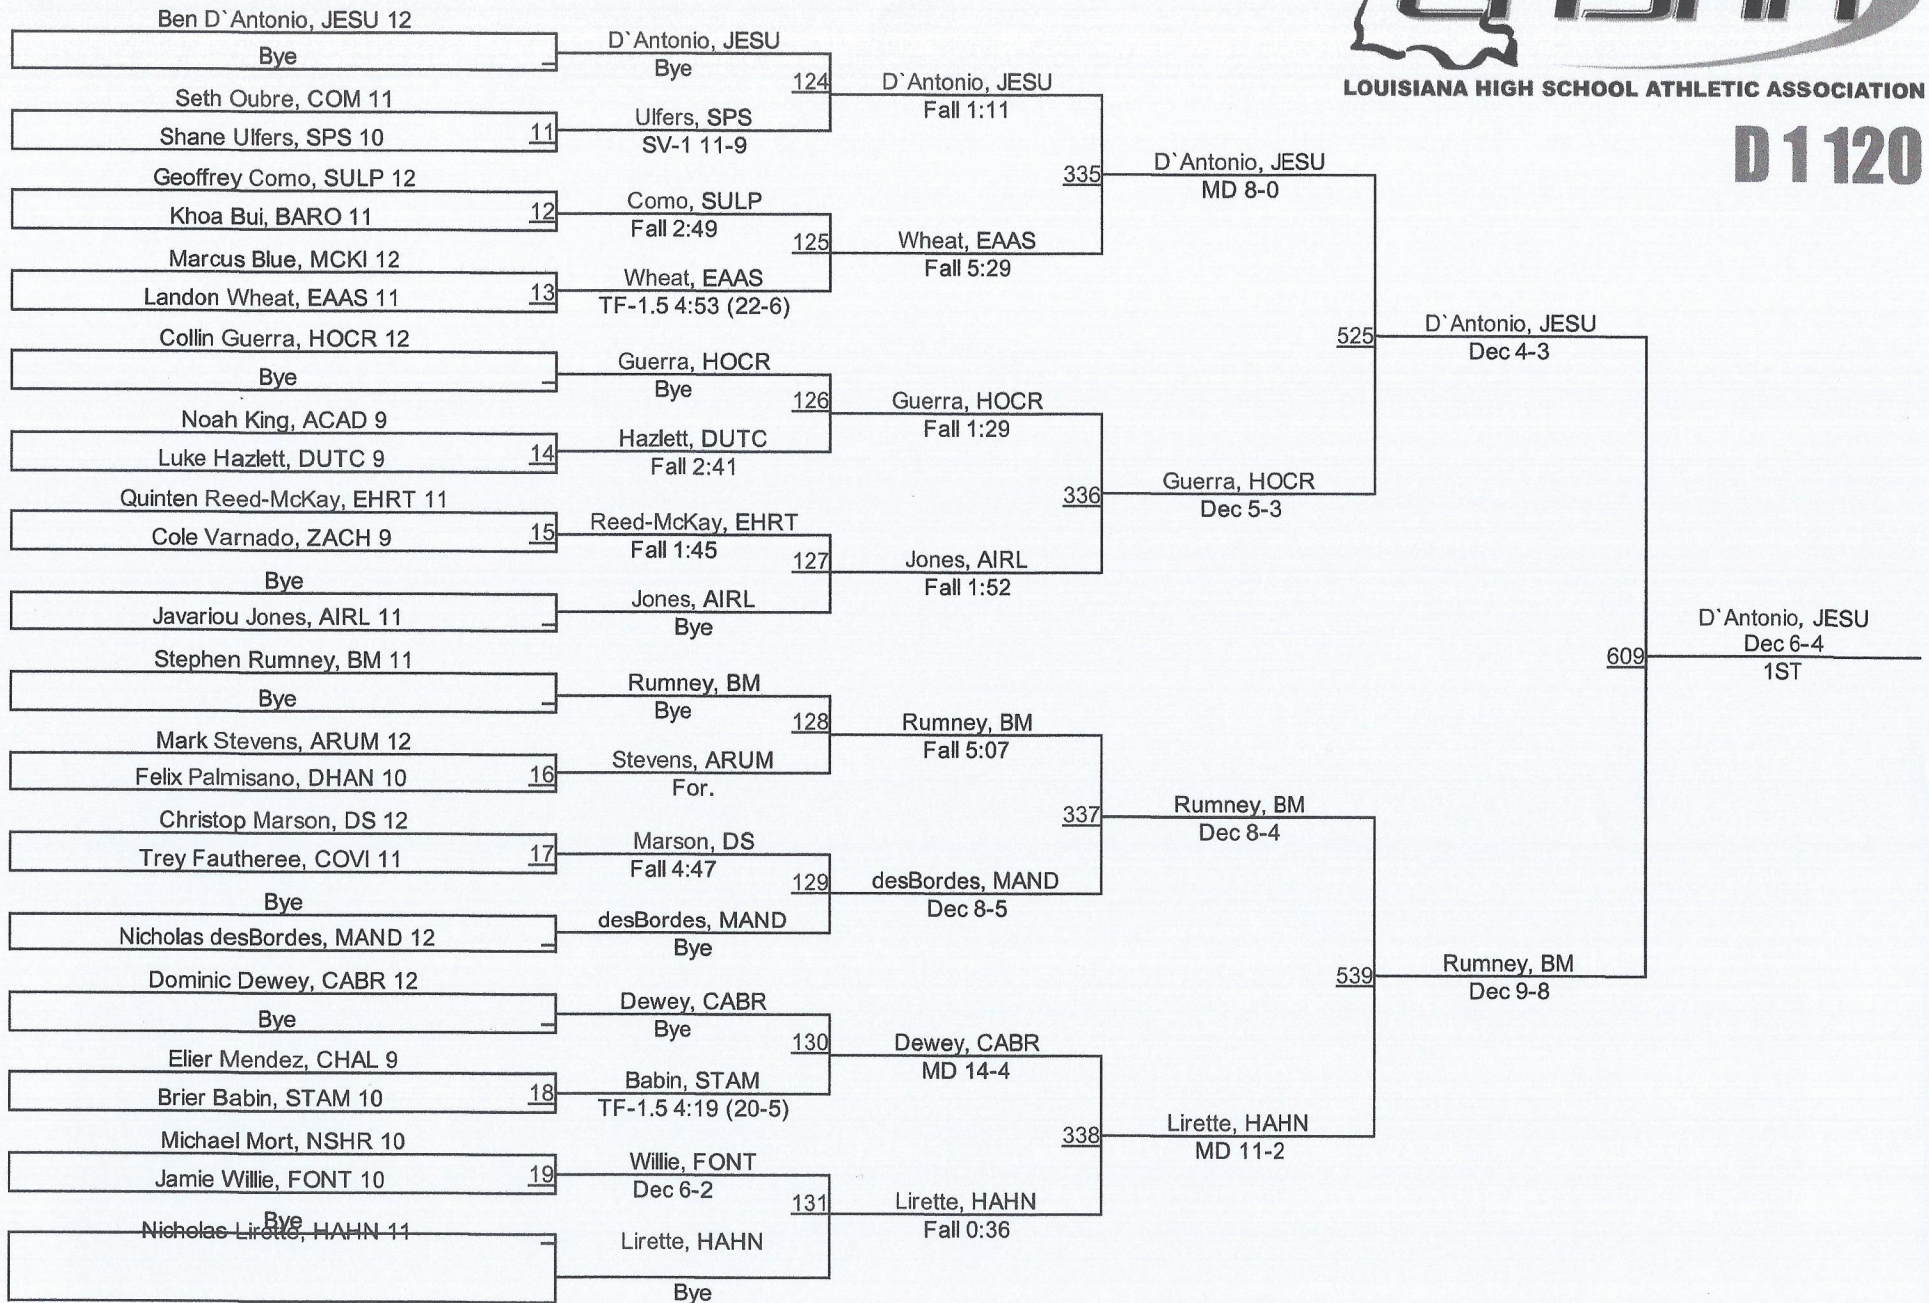 LOUISIANA HIGH SCHOOL ATHLETIC ASSOCIATION
D 1 120
Ben D`Antonio, JESU 12
Bye
Seth Oubre, COM 11
Shane Ulfers, SPS 10
11
Geoffrey Como, SULP 12
Khoa Bui, BARO 11
12
Marcus Blue, MCKI 12
Landon Wheat, EAAS 11
13
Collin Guerra, HOCR 12
Bye
Noah King, ACAD 9
Luke Hazlett, DUTC 9
14
Quinten Reed-McKay, EHRT 11
Cole Varnado, ZACH 9
15
Bye
Javariou Jones, AIRL 11
Stephen Rumney, BM 11
Bye
Mark Stevens, ARUM 12
Felix Palmisano, DHAN 10
16
Christop Marson, DS 12
Trey Fautheree, COVI 11
17
Bye
Nicholas desBordes, MAND 12
Dominic Dewey, CABR 12
Bye
Elier Mendez, CHAL 9
Brier Babin, STAM 10
18
Michael Mort, NSHR 10
Jamie Willie, FONT 10
19
Bye
Nicholas Lirette, HAHN 11
D`Antonio, JESU
Bye
124
Ulfers, SPS
SV-1 11-9
Como, SULP
Fall 2:49
125
Wheat, EAAS
TF-1.5 4:53 (22-6)
Guerra, HOCR
Bye
126
Hazlett, DUTC
Fall 2:41
Reed-McKay, EHRT
Fall 1:45
127
Jones, AIRL
Bye
Rumney, BM
Bye
128
Stevens, ARUM
For.
Marson, DS
Fall 4:47
129
desBordes, MAND
Bye
Dewey, CABR
Bye
130
Babin, STAM
TF-1.5 4:19 (20-5)
Willie, FONT
Dec 6-2
131
Lirette, HAHN
Bye
D`Antonio, JESU
Fall 1:11
335
Wheat, EAAS
Fall 5:29
Guerra, HOCR
Fall 1:29
336
Jones, AIRL
Fall 1:52
Rumney, BM
Fall 5:07
337
desBordes, MAND
Dec 8-5
Dewey, CABR
MD 14-4
338
Lirette, HAHN
Fall 0:36
D`Antonio, JESU
MD 8-0
525
Guerra, HOCR
Dec 5-3
Rumney, BM
Dec 8-4
539
Lirette, HAHN
MD 11-2
D`Antonio, JESU
Dec 4-3
609
Rumney, BM
Dec 9-8
D`Antonio, JESU
Dec 6-4
1ST